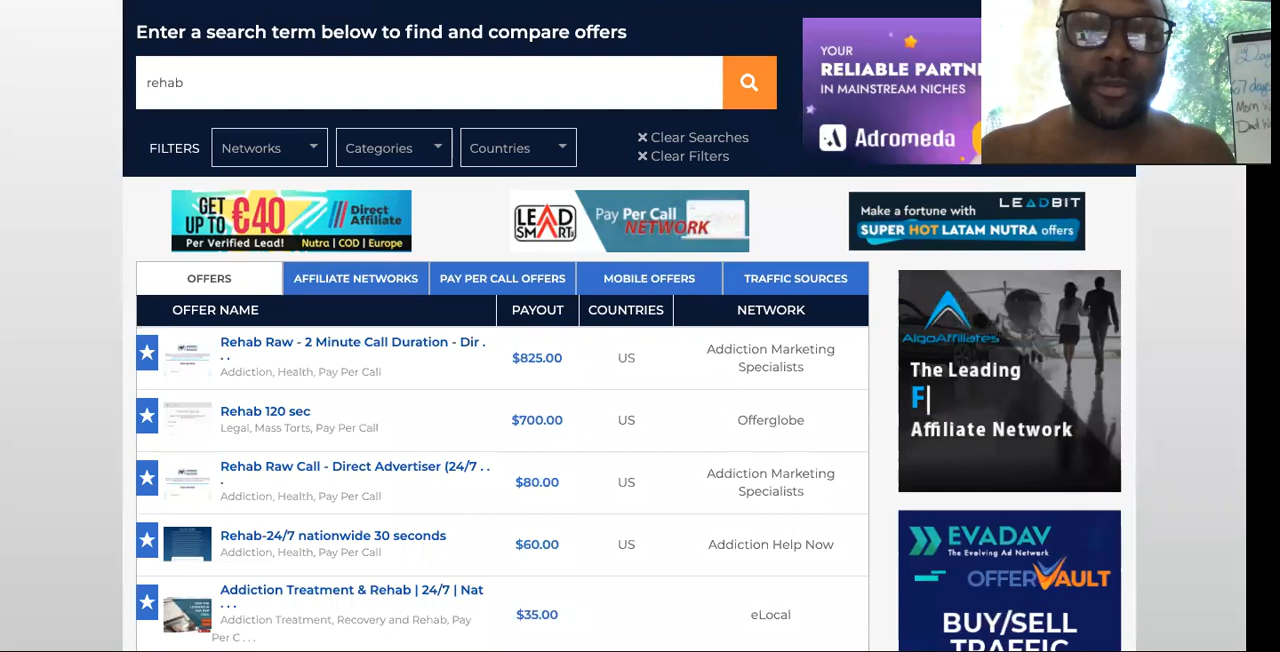 Enter a search term below to find and compare offers
rehab
FILTERS
Networks
Categories
Countries
Clear Searches
Clear Filters
YOUR
RELIABLE PARTN
IN MAINSTREAM NICHES
Adromeda
67 days
Mom
Dad
GET
UP TO €40
Direct
Affiliate
Per Verified Lead! Nutra | COD | Europe
LEAD
SMART
Pay Per Call
NETWORK
LEADBIT
Make a fortune with
SUPER HOT LATAM NUTRA offers
OFFERS
AFFILIATE NETWORKS
PAY PER CALL OFFERS
MOBILE OFFERS
TRAFFIC SOURCES
OFFER NAME PAYOUT COUNTRIES NETWORK
Rehab Raw - 2 Minute Call Duration - Dir .
. .
Addiction, Health, Pay Per Call
$825.00
US
Addiction Marketing
Specialists
Rehab 120 sec
Legal, Mass Torts, Pay Per Call
$700.00
US
Offerglobe
Rehab Raw Call - Direct Advertiser (24/7 . .
.
Addiction, Health, Pay Per Call
$80.00
US
Addiction Marketing
Specialists
Rehab-24/7 nationwide 30 seconds
Addiction, Health, Pay Per Call
$60.00
US
Addiction Help Now
Addiction Treatment & Rehab | 24/7 | Nat
. . .
Addiction Treatment, Recovery and Rehab, Pay
Per C . . .
$35.00
eLocal
AlgoAffiliates
The Leading
F|
Affiliate Network
EVADAV
The Evolving Ad Network
OFFERVAULT
BUY/SELL
TRAFFIC